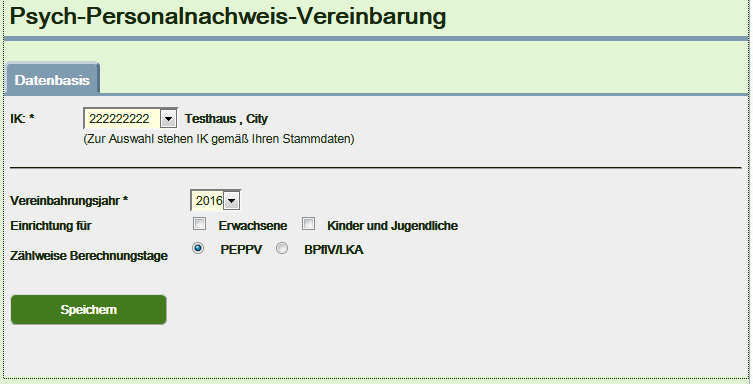 Psych-Personalnachweis-Vereinbarung
Datenbasis
IK: * 222222222 Testhaus , City
(Zur Auswahl stehen IK gemäß Ihren Stammdaten)
Vereinbahrungsjahr * 2016
Einrichtung für Erwachsene Kinder und Jugendliche
Zählweise Berechnungstage PEPPV BPflV/LKA
Speichern